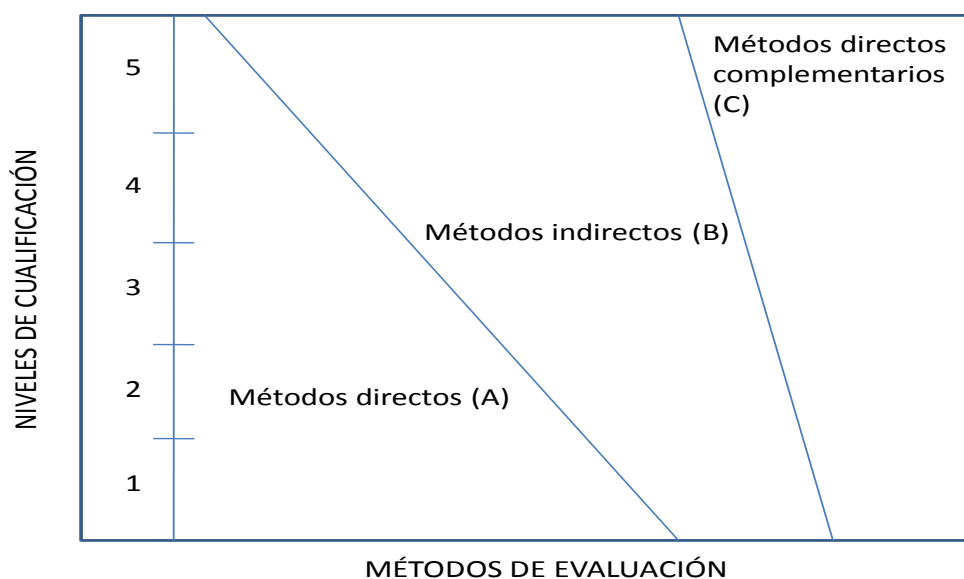 NIVELES DE CUALIFICACIÓN
5
4
3
2
1
Métodos directos
complementarios
(C)
Métodos indirectos (B)
Métodos directos (A)
MÉTODOS DE EVALUACIÓN